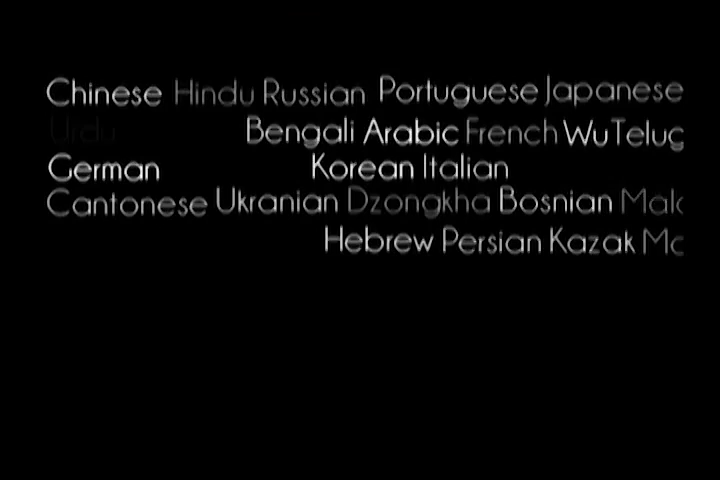 Chinese Hindu Russian Portuguese Japanese
Urdu Bengali Arabic French Wu Telug
German Korean Italian
Cantonese Ukranian Dzongkha Bosnian
Hebrew Persian Kazak